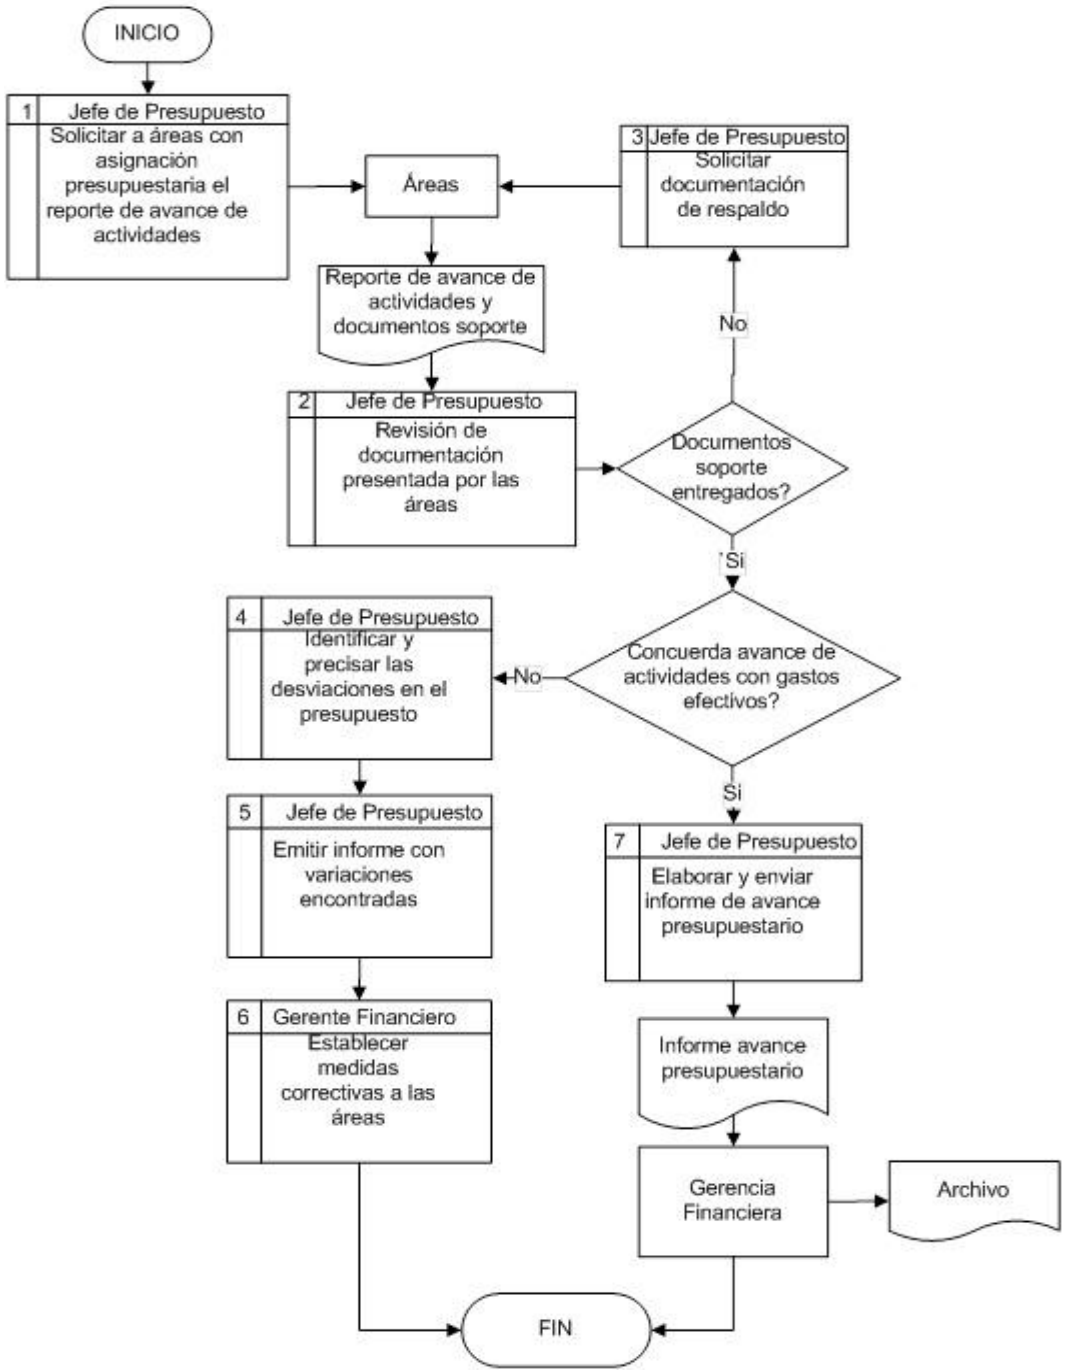 INICIO
1 Jefe de Presupuesto
Solicitar a áreas con
asignación
presupuestaria el
reporte de avance de
actividades
Áreas
3 Jefe de Presupuesto
Solicitar
documentación
de respaldo
Reporte de avance de
actividades y
documentos soporte
No
2 Jefe de Presupuesto
Revisión de
documentación
presentada por las
áreas
Documentos
soporte
entregados?
Si
4 Jefe de Presupuesto
Identificar y
precisar las
desviaciones en el
presupuesto
No
Concuerda avance de
actividades con gastos
efectivos?
Si
5 Jefe de Presupuesto
Emitir informe con
variaciones
encontradas
7 Jefe de Presupuesto
Elaborar y enviar
informe de avance
presupuestario
6 Gerente Financiero
Establecer
medidas
correctivas a las
áreas
Informe avance
presupuestario
Gerencia
Financiera
Archivo
FIN